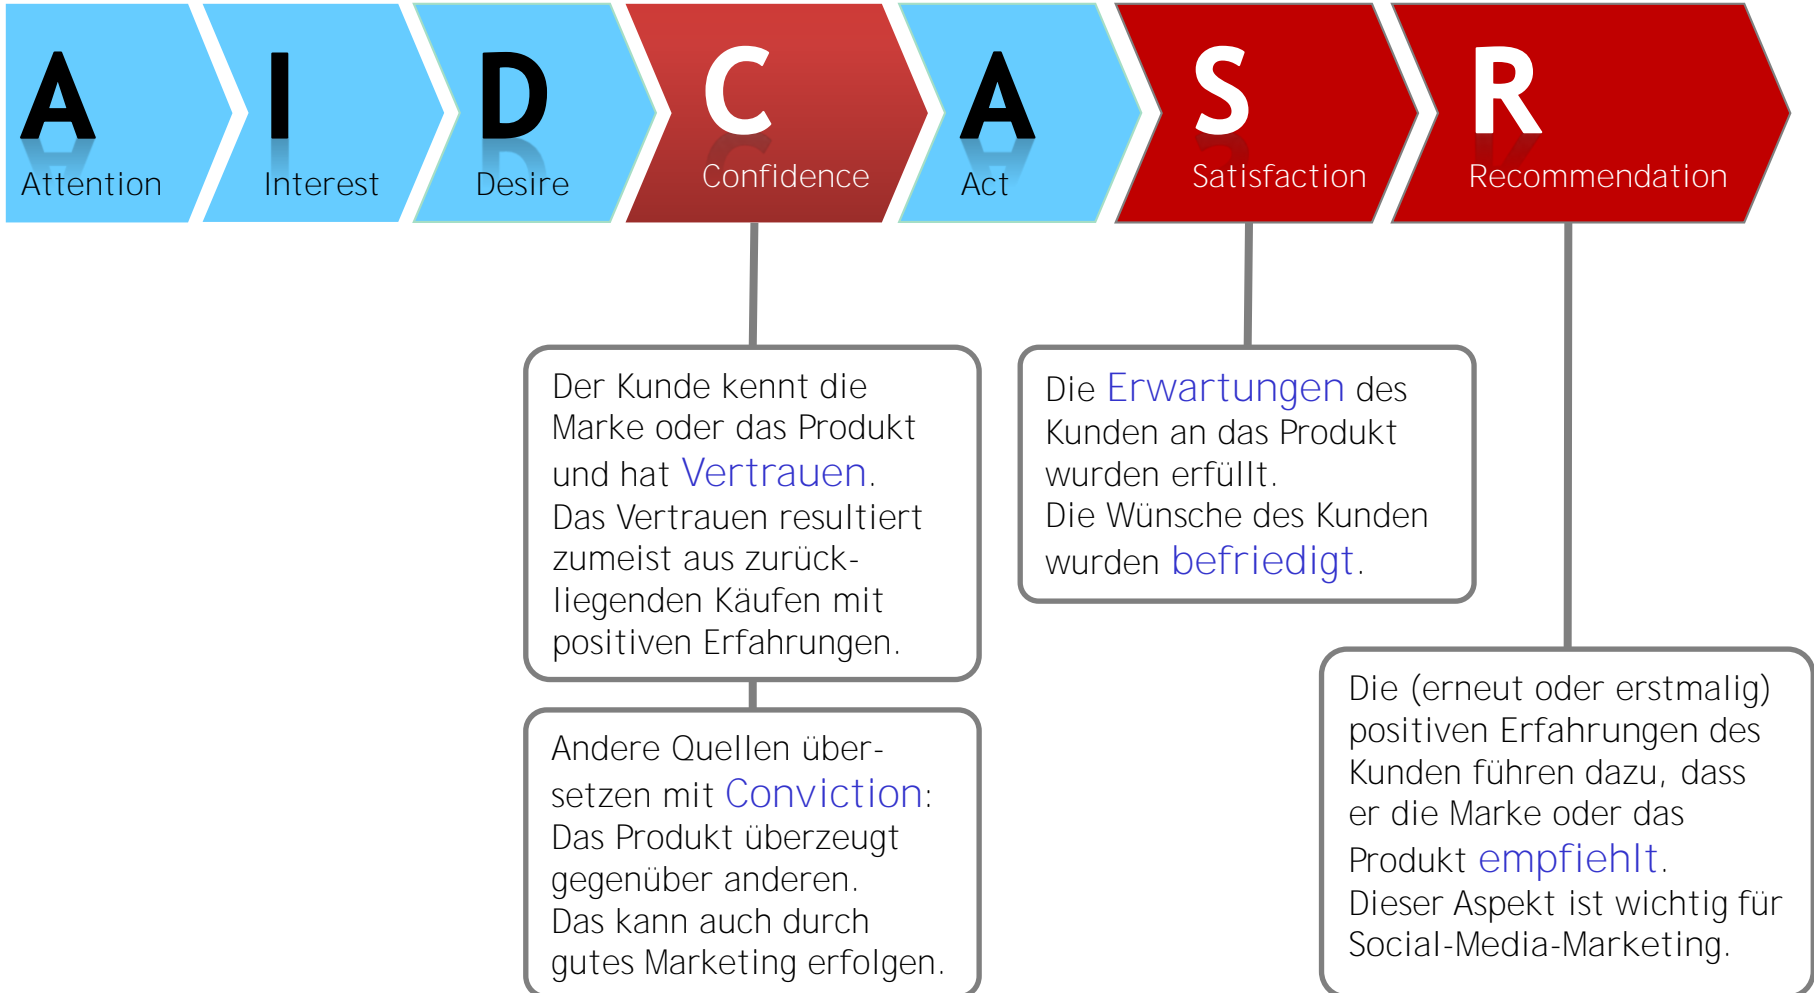 A
Attention
I
Interest
D
Desire
C
Confidence
A
Act
S
Satisfaction
R
Recommendation
Der Kunde kennt die
Marke oder das Produkt
und hat Vertrauen.
Das Vertrauen resultiert
zumeist aus zurück-
liegenden Käufen mit
positiven Erfahrungen.
Andere Quellen über-
setzen mit Conviction:
Das Produkt überzeugt
gegenüber anderen.
Das kann auch durch
gutes Marketing erfolgen.
Die Erwartungen des
Kunden an das Produkt
wurden erfüllt.
Die Wünsche des Kunden
wurden befriedigt.
Die (erneut oder erstmalig)
positiven Erfahrungen des
Kunden führen dazu, dass
er die Marke oder das
Produkt empfiehlt.
Dieser Aspekt ist wichtig für
Social-Media-Marketing.